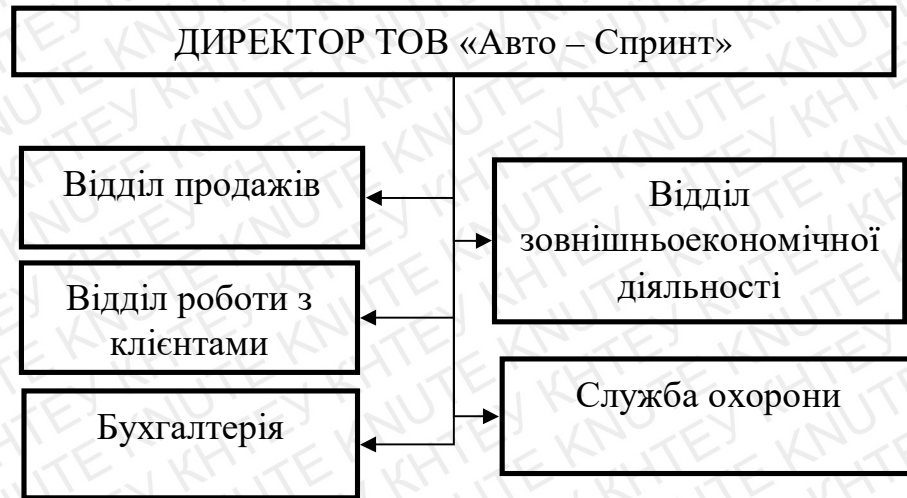 ДИРЕКТОР ТОВ «Авто – Спринт»
Відділ продажів
Відділ
зовнішньоекономічної
діяльності
Відділ роботи з
клієнтами
Служба охорони
Бухгалтерія